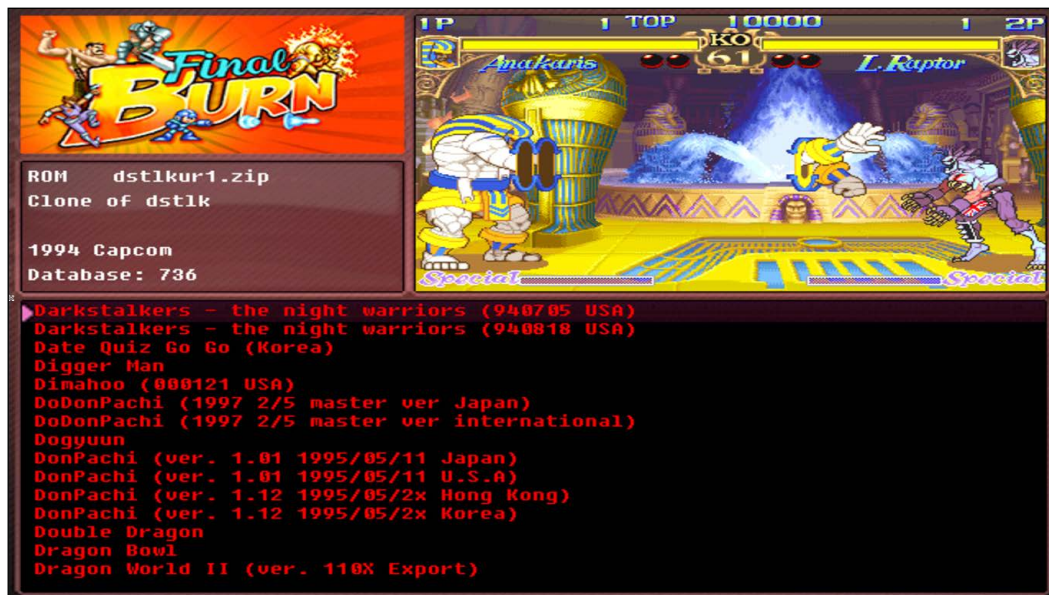 Final
BURN
1P 1 TOP 10000 1 2P
KO
Anakaris 61 L.Raptor
ROM dstlkur1.zip
Clone of dstlk
1994 Capcom
Database: 736
Special Special
Darkstalkers - the night warriors (940705 USA)
Darkstalkers - the night warriors (940818 USA)
Date Quiz Go Go (Korea)
Digger Man
Dimahoo (000121 USA)
DoDonPachi (1997 2/5 master ver Japan)
DoDonPachi (1997 2/5 master ver international)
Dogyuun
DonPachi (ver. 1.01 1995/05/11 Japan)
DonPachi (ver. 1.01 1995/05/11 U.S.A)
DonPachi (ver. 1.12 1995/05/2x Hong Kong)
DonPachi (ver. 1.12 1995/05/2x Korea)
Double Dragon
Dragon Bowl
Dragon World II (ver. 110X Export)